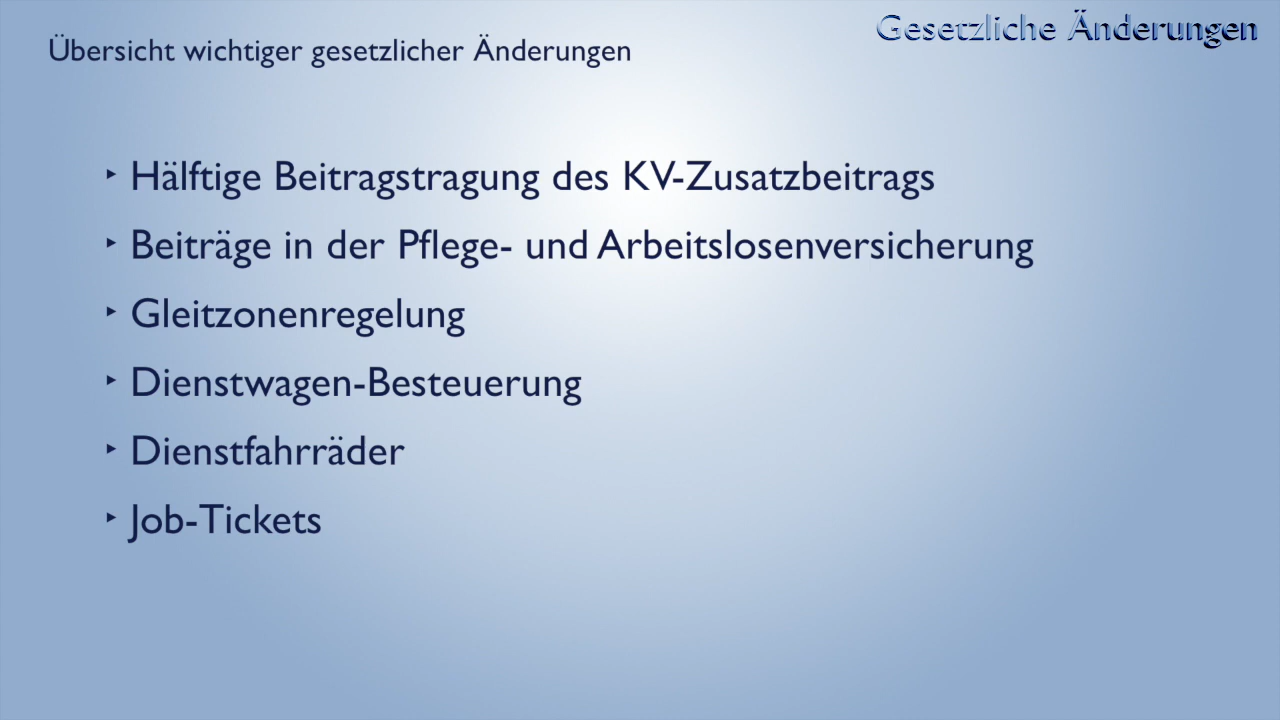 Gesetzliche Änderungen
Übersicht wichtiger gesetzlicher Änderungen
‣ Hälftige Beitragstragung des KV-Zusatzbeitrags
‣ Beiträge in der Pflege- und Arbeitslosenversicherung
‣ Gleitzonenregelung
‣ Dienstwagen-Besteuerung
‣ Dienstfahrräder
‣ Job-Tickets